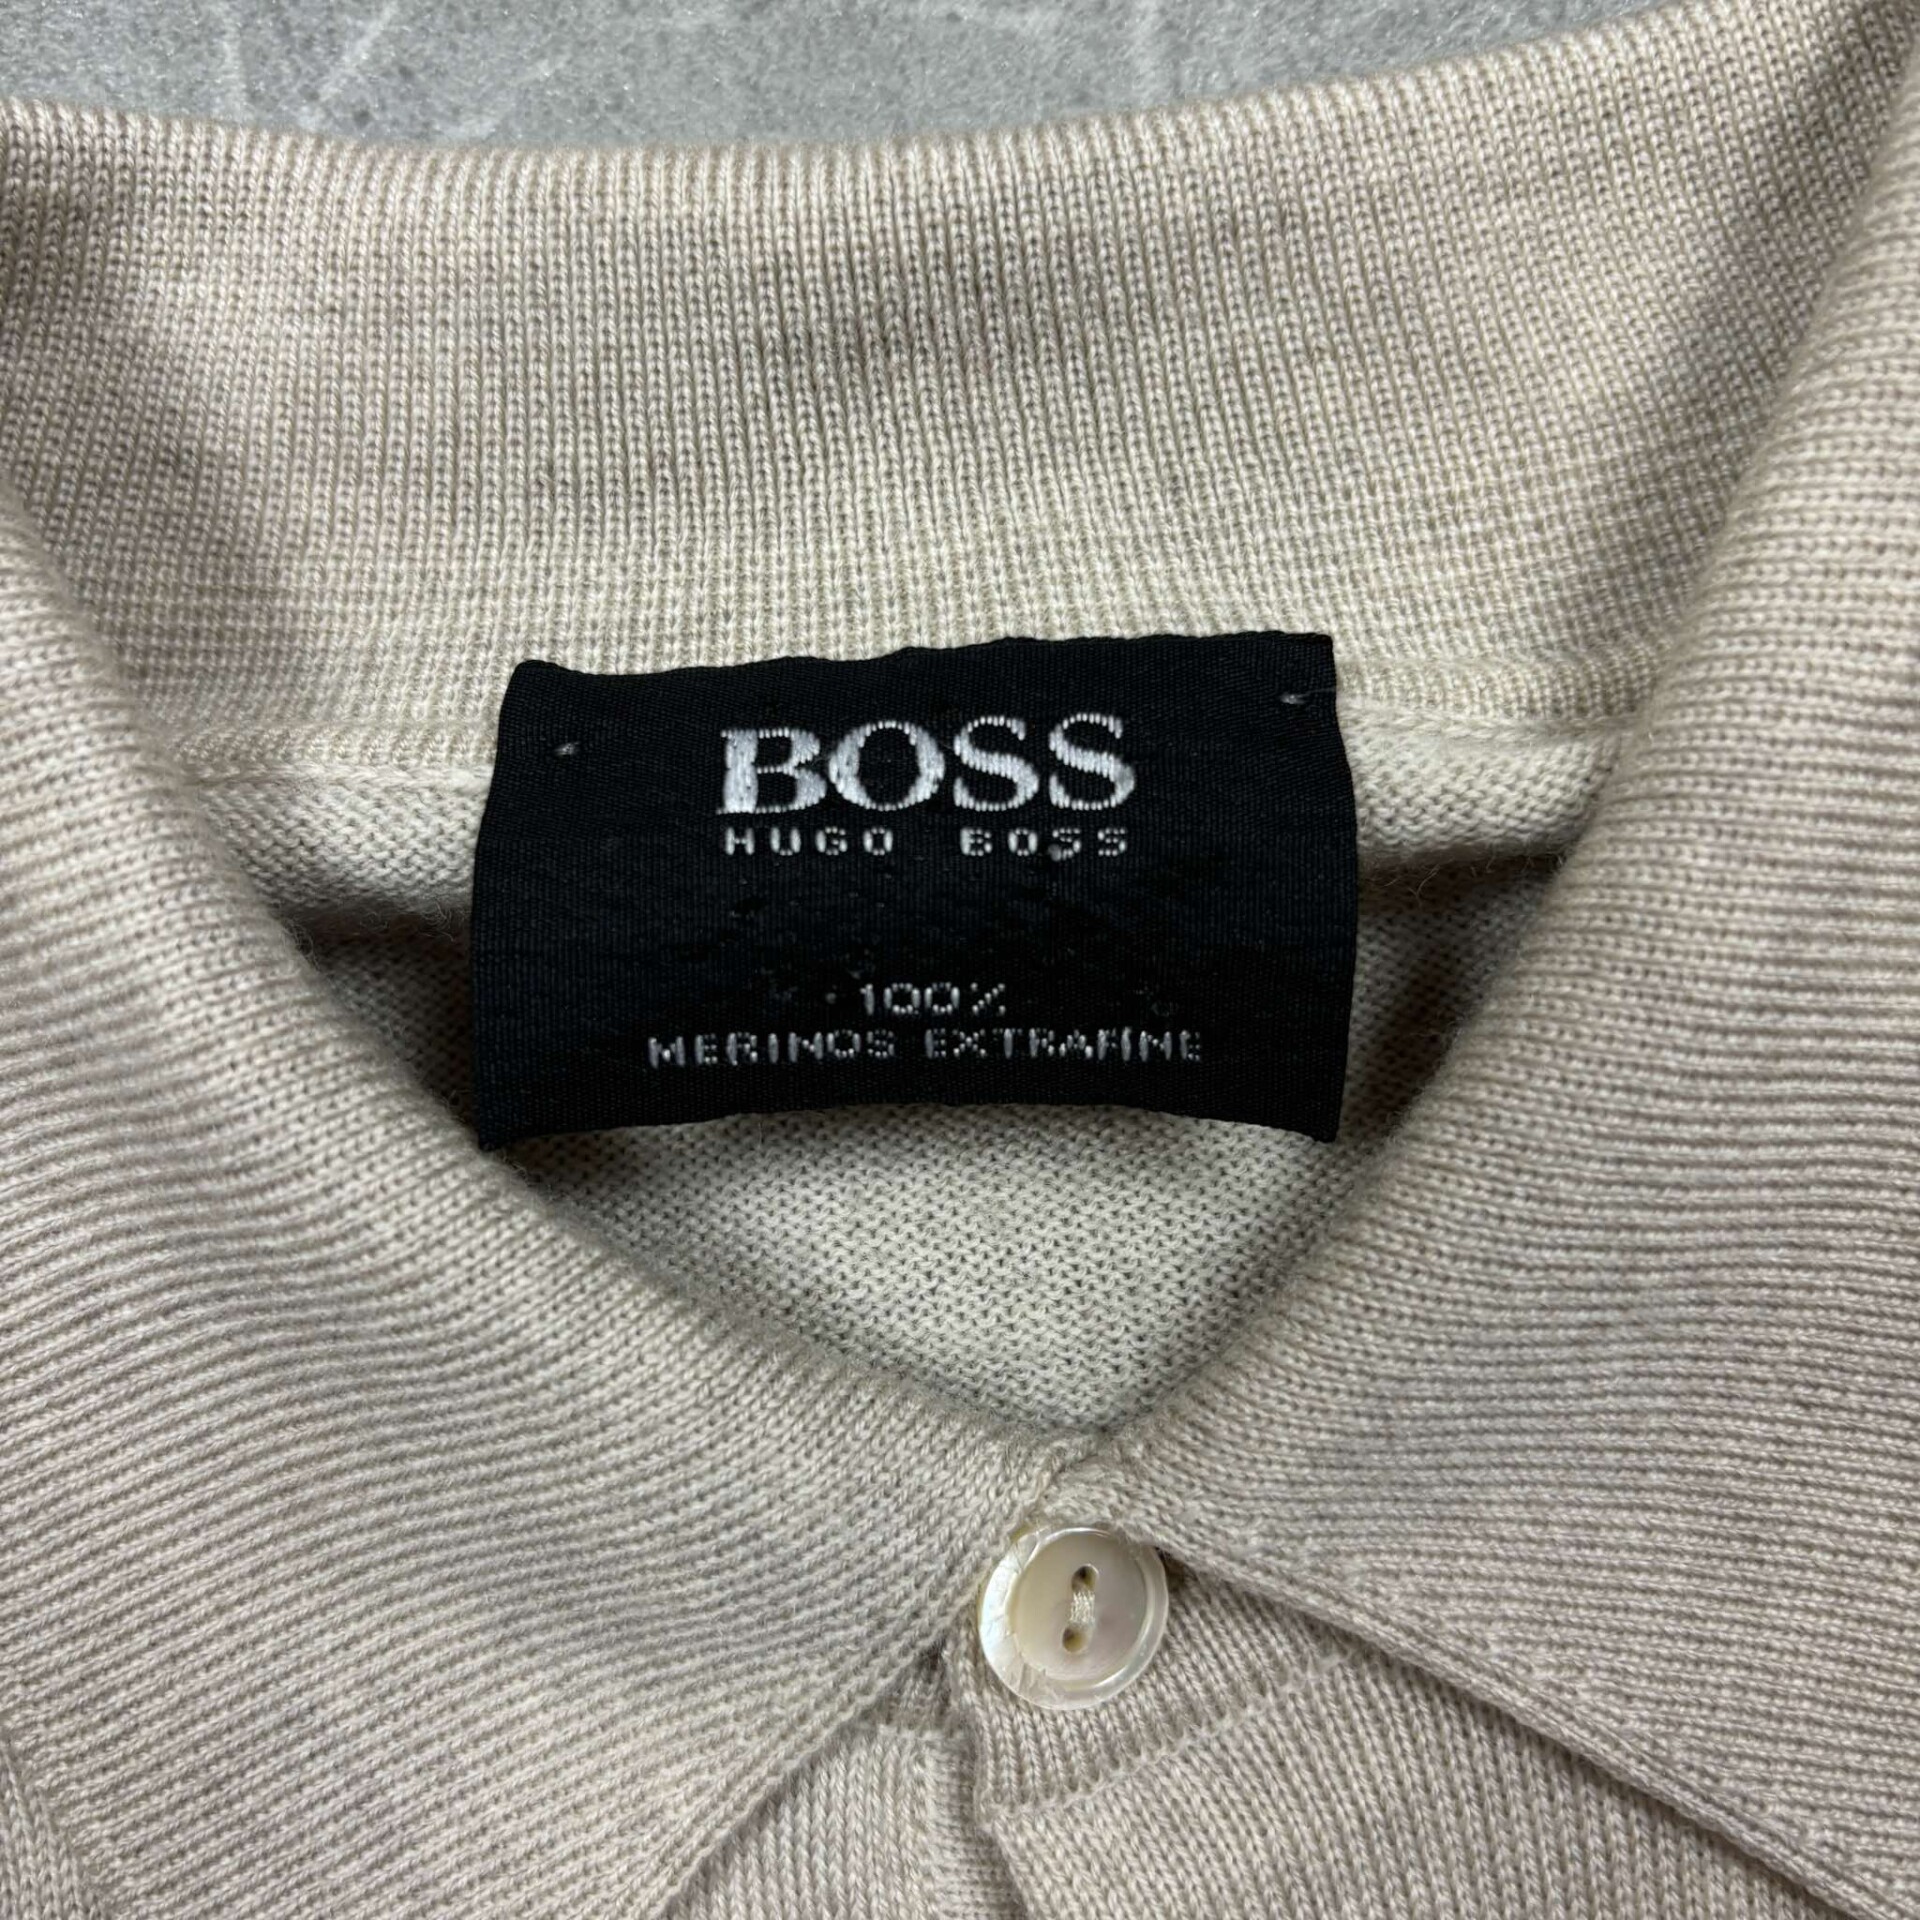 BOSS
HUGO BOSS
100%
MERINOS EXTRAFINE